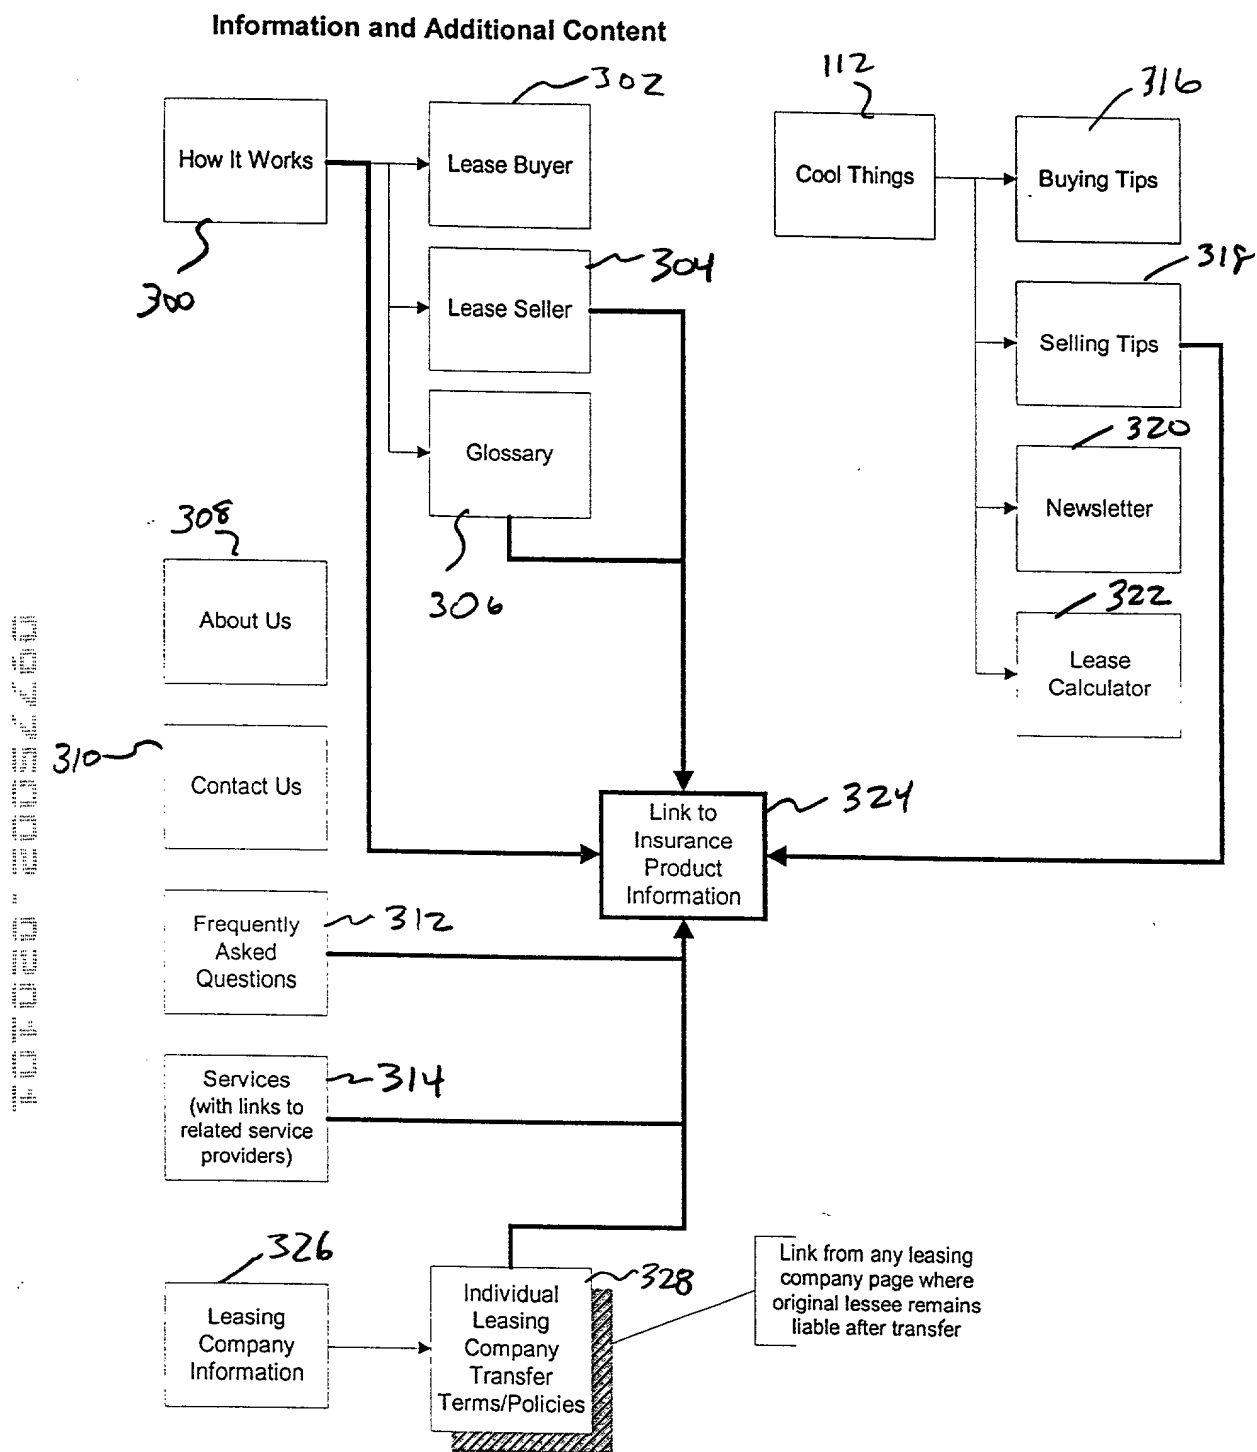 Information and Additional Content
302
112
316
How It Works
Lease Buyer
Cool Things
Buying Tips
300
304
318
Lease Seller
Selling Tips
320
Glossary
Newsletter
308
306
322
About Us
Lease
Calculator
310
Contact Us
324
Link to
Insurance
Product
Information
312
Frequently
Asked
Questions
314
Services
(with links to
related service
providers)
326
328
Leasing
Company
Information
Individual
Leasing
Company
Transfer
Terms/Policies
Link from any leasing
company page where
original lessee remains
liable after transfer